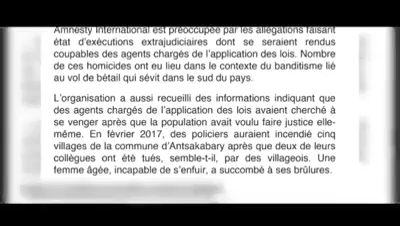 Amnesty International est préoccupée par les allégations faisant
état d'exécutions extrajudiciaires dont se seraient rendus
coupables des agents chargés de l'application des lois. Nombre
de ces homicides ont eu lieu dans le contexte du banditisme lié
au vol de bétail qui sévit dans le sud du pays.
L'organisation a aussi recueilli des informations indiquant que
des agents chargés de l'application des lois avaient cherché à
se venger après que la population avait voulu faire justice elle-
même. En février 2017, des policiers auraient incendié cinq
villages de la commune d'Antsakabary après que deux de leurs
collègues ont été tués, semble-t-il, par des villageois. Une
femme âgée, incapable de s'enfuir, a succombé à ses brûlures.